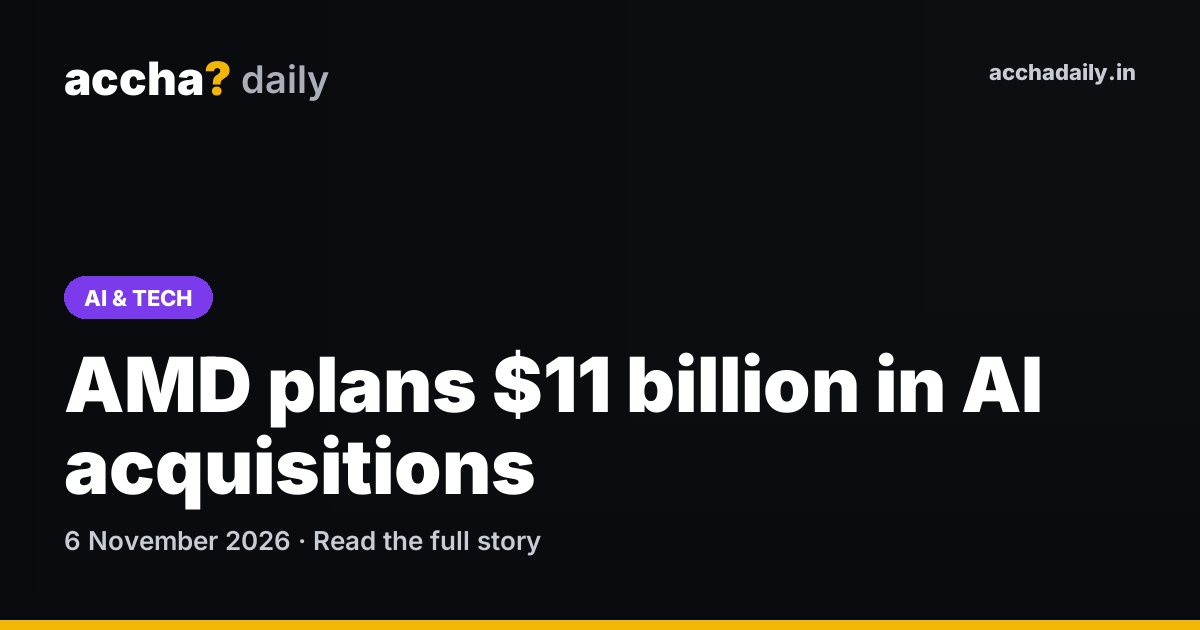 accha? daily
acchadaily.in
AI & TECH
AMD plans $11 billion in AI
acquisitions
6 November 2026 · Read the full story